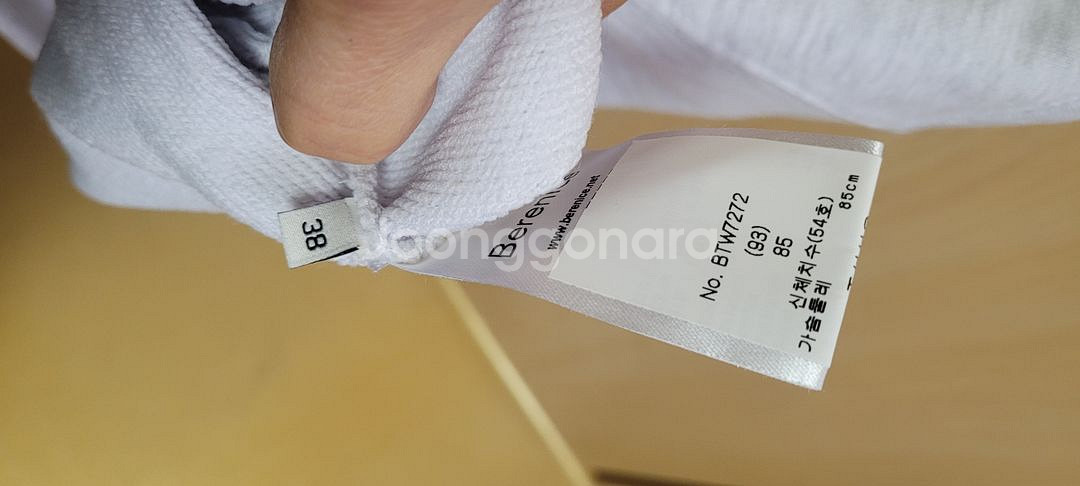 38
Berenice
www.berenice.net
No. BTW7272
(93)
85
신체치수(54호)
가슴둘레 85cm
Joonggonara